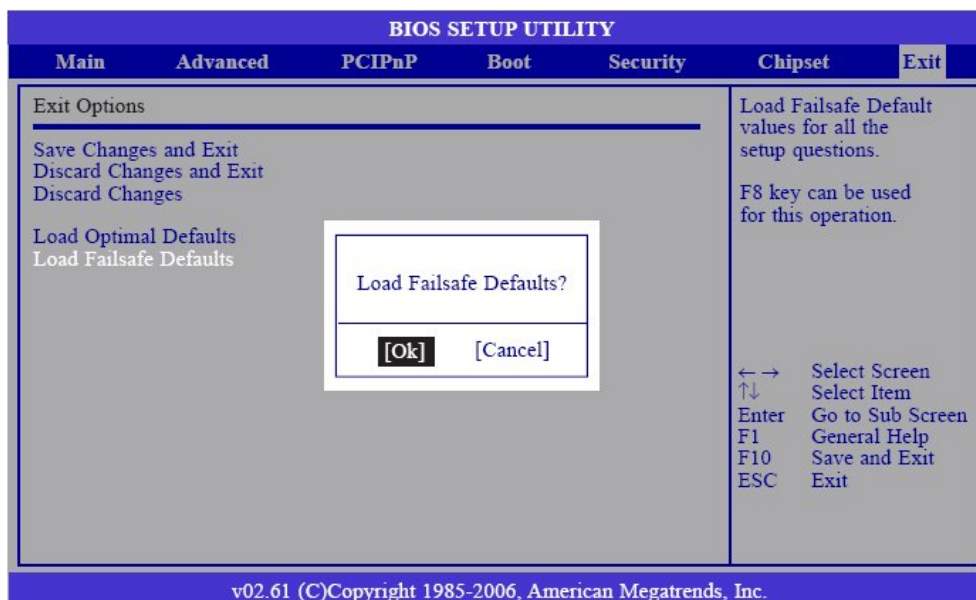 BIOS SETUP UTILITY
Main Advanced PCIPnP Boot Security Chipset Exit
Exit Options
Save Changes and Exit
Discard Changes and Exit
Discard Changes
Load Optimal Defaults
Load Failsafe Defaults
Load Failsafe Defaults?
[Ok] [Cancel]
Load Failsafe Default
values for all the
setup questions.
F8 key can be used
for this operation.
←→ Select Screen
↑↓ Select Item
Enter Go to Sub Screen
F1 General Help
F10 Save and Exit
ESC Exit
v02.61 (C)Copyright 1985-2006, American Megatrends, Inc.